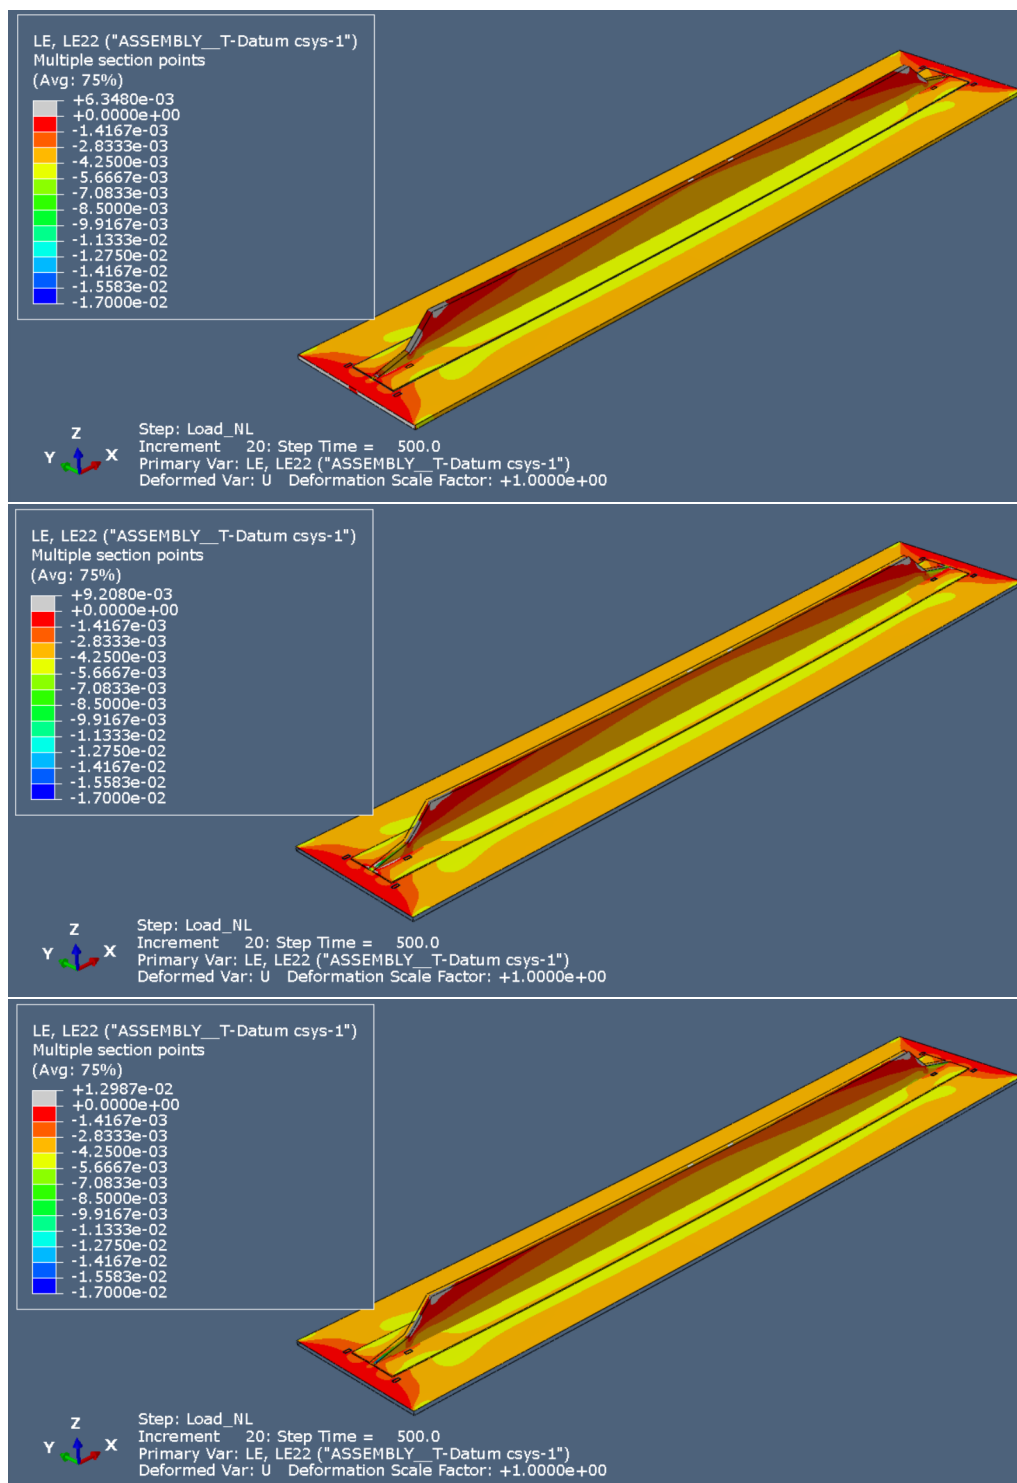 LE, LE22 ("ASSEMBLY__T-Datum csys-1")
Multiple section points
(Avg: 75%)
+6.3480e-03
+0.0000e+00
-1.4167e-03
-2.8333e-03
-4.2500e-03
-5.6667e-03
-7.0833e-03
-8.5000e-03
-9.9167e-03
-1.1333e-02
-1.2750e-02
-1.4167e-02
-1.5583e-02
-1.7000e-02
Z
Y X
Step: Load_NL
Increment 20: Step Time = 500.0
Primary Var: LE, LE22 ("ASSEMBLY__T-Datum csys-1")
Deformed Var: U Deformation Scale Factor: +1.0000e+00
LE, LE22 ("ASSEMBLY__T-Datum csys-1")
Multiple section points
(Avg: 75%)
+9.2080e-03
+0.0000e+00
-1.4167e-03
-2.8333e-03
-4.2500e-03
-5.6667e-03
-7.0833e-03
-8.5000e-03
-9.9167e-03
-1.1333e-02
-1.2750e-02
-1.4167e-02
-1.5583e-02
-1.7000e-02
Z
Y X
Step: Load_NL
Increment 20: Step Time = 500.0
Primary Var: LE, LE22 ("ASSEMBLY__T-Datum csys-1")
Deformed Var: U Deformation Scale Factor: +1.0000e+00
LE, LE22 ("ASSEMBLY__T-Datum csys-1")
Multiple section points
(Avg: 75%)
+1.2987e-02
+0.0000e+00
-1.4167e-03
-2.8333e-03
-4.2500e-03
-5.6667e-03
-7.0833e-03
-8.5000e-03
-9.9167e-03
-1.1333e-02
-1.2750e-02
-1.4167e-02
-1.5583e-02
-1.7000e-02
Z
Y X
Step: Load_NL
Increment 20: Step Time = 500.0
Primary Var: LE, LE22 ("ASSEMBLY__T-Datum csys-1")
Deformed Var: U Deformation Scale Factor: +1.0000e+00